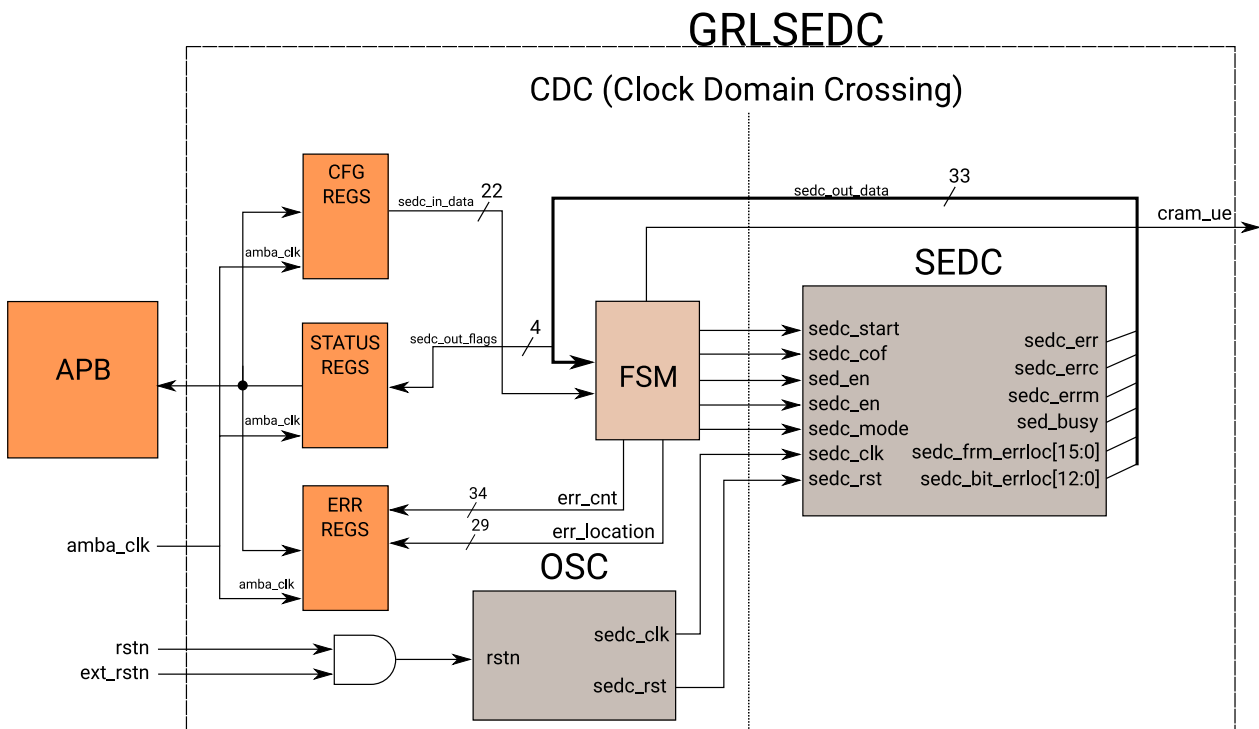 GRLSEDC
CDC (Clock Domain Crossing)
CFG
REGS
sedc_in_data
22
sedc_out_data
33
cram_ue
amba_clk
SEDC
APB
STATUS
REGS
sedc_out_flags
4
amba_clk
FSM
sedc_start
sedc_cof
sed_en
sedc_en
sedc_mode
sedc_clk
sedc_rst
sedc_err
sedc_errc
sedc_errm
sed_busy
sedc_frm_errloc[15:0]
sedc_bit_errloc[12:0]
ERR
REGS
34
err_cnt
29
err_location
amba_clk
amba_clk
OSC
rstn
ext_rstn
rstn
sedc_clk
sedc_rst